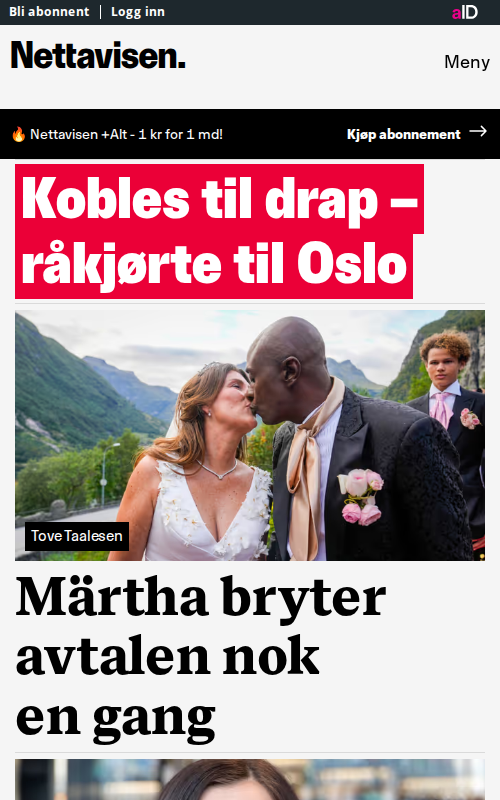 Bli abonnent
Logg inn
aID
Nettavisen.
Meny
🔥 Nettavisen +Alt - 1 kr for 1 md!
Kjøp abonnement →
Kobles til drap –
råkjørte til Oslo
Tove Taalesen
Märtha bryter
avtalen nok
en gang